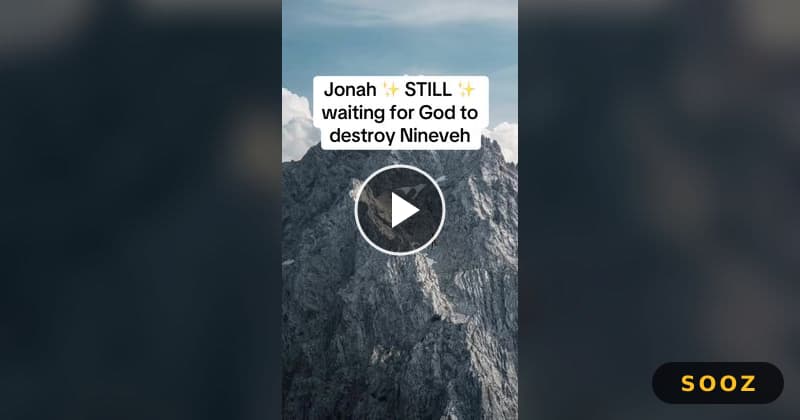 Jonah ✨ STILL ✨
waiting for God to
destroy Nineveh
SOOZ